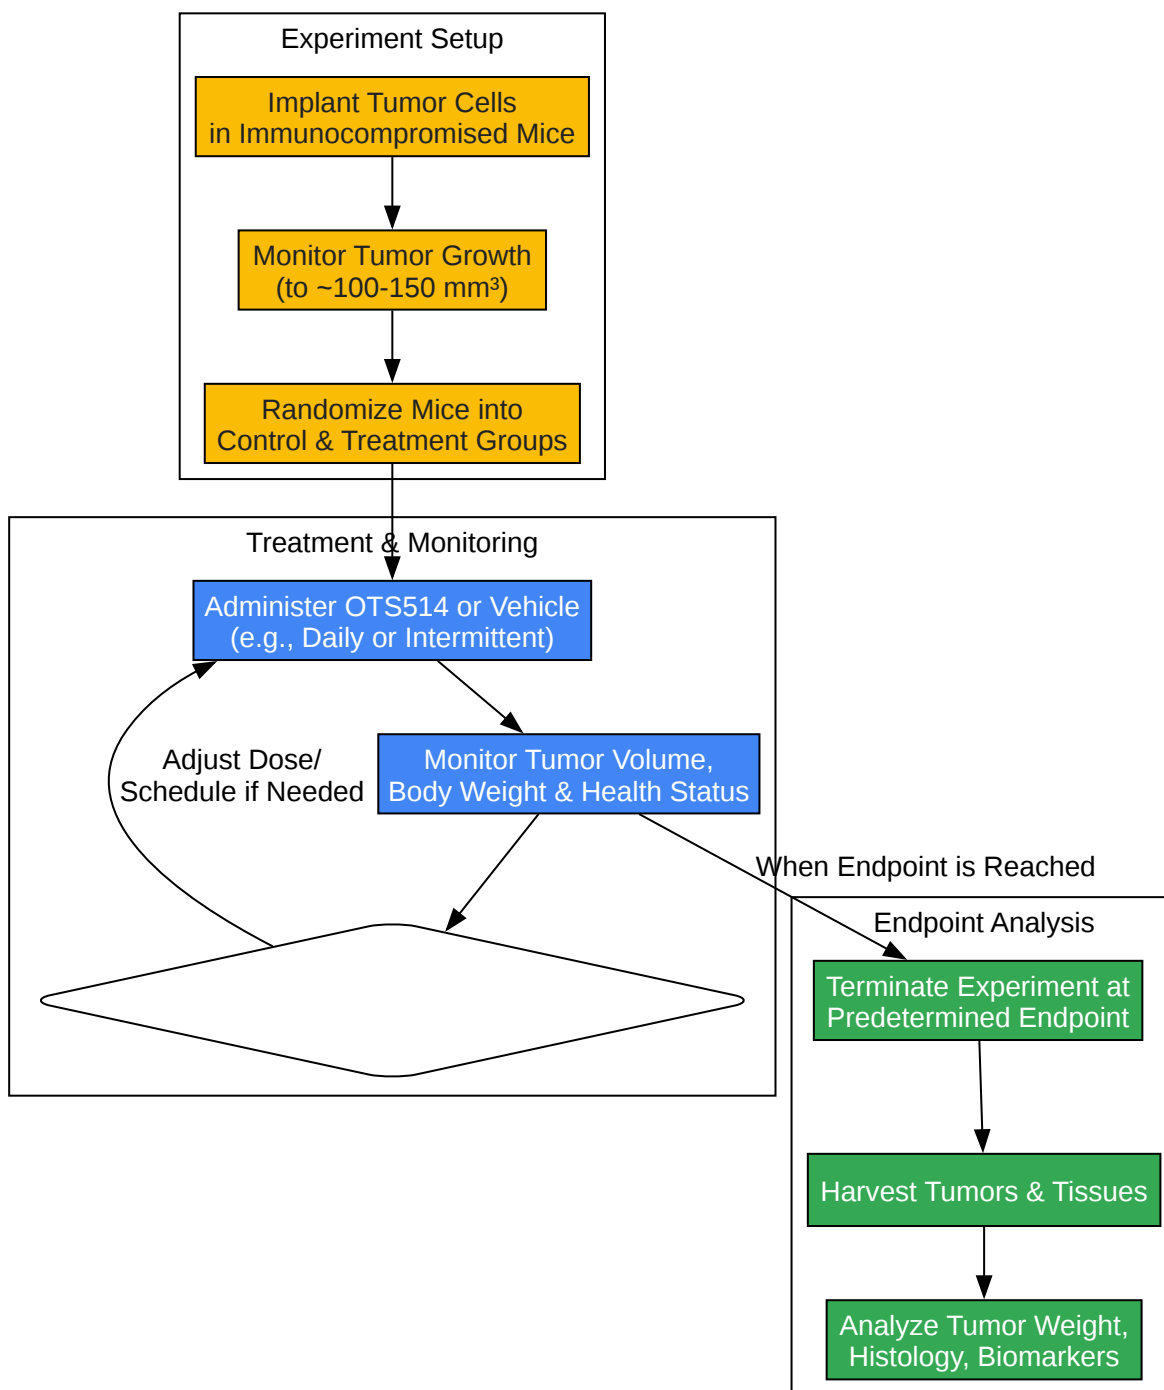 Experiment Setup
Implant Tumor Cells
in Immunocompromised Mice
Monitor Tumor Growth
(to ~100-150 mm³)
Randomize Mice into
Control & Treatment Groups
Treatment & Monitoring
Administer OTS514 or Vehicle
(e.g., Daily or Intermittent)
Adjust Dose/
Schedule if Needed
Monitor Tumor Volume,
Body Weight & Health Status
When Endpoint is Reached
Endpoint Analysis
Terminate Experiment at
Predetermined Endpoint
Harvest Tumors & Tissues
Analyze Tumor Weight,
Histology, Biomarkers